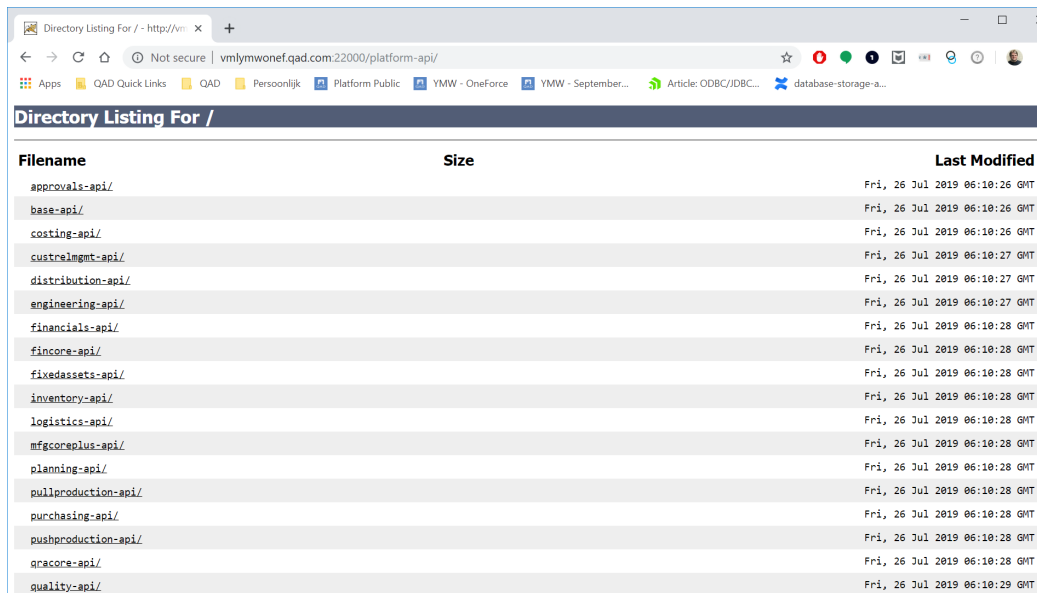 Directory Listing For / - http://vm
Not secure | vmlymwonef.qad.com:22000/platform-api/
Apps QAD Quick Links QAD Persoonlijk Platform Public YMW - OneForce YMW - September... Article: ODBC/JDBC... database-storage-a...
Directory Listing For /
Filename Size Last Modified
approvals-api/ Fri, 26 Jul 2019 06:10:26 GMT
base-api/ Fri, 26 Jul 2019 06:10:26 GMT
costing-api/ Fri, 26 Jul 2019 06:10:26 GMT
custrelmgmt-api/ Fri, 26 Jul 2019 06:10:27 GMT
distribution-api/ Fri, 26 Jul 2019 06:10:27 GMT
engineering-api/ Fri, 26 Jul 2019 06:10:27 GMT
financials-api/ Fri, 26 Jul 2019 06:10:28 GMT
fincore-api/ Fri, 26 Jul 2019 06:10:28 GMT
fixedassets-api/ Fri, 26 Jul 2019 06:10:28 GMT
inventory-api/ Fri, 26 Jul 2019 06:10:28 GMT
logistics-api/ Fri, 26 Jul 2019 06:10:28 GMT
mfgcoreplus-api/ Fri, 26 Jul 2019 06:10:28 GMT
planning-api/ Fri, 26 Jul 2019 06:10:28 GMT
pullproduction-api/ Fri, 26 Jul 2019 06:10:28 GMT
purchasing-api/ Fri, 26 Jul 2019 06:10:28 GMT
pushproduction-api/ Fri, 26 Jul 2019 06:10:28 GMT
qracore-api/ Fri, 26 Jul 2019 06:10:28 GMT
quality-api/ Fri, 26 Jul 2019 06:10:29 GMT